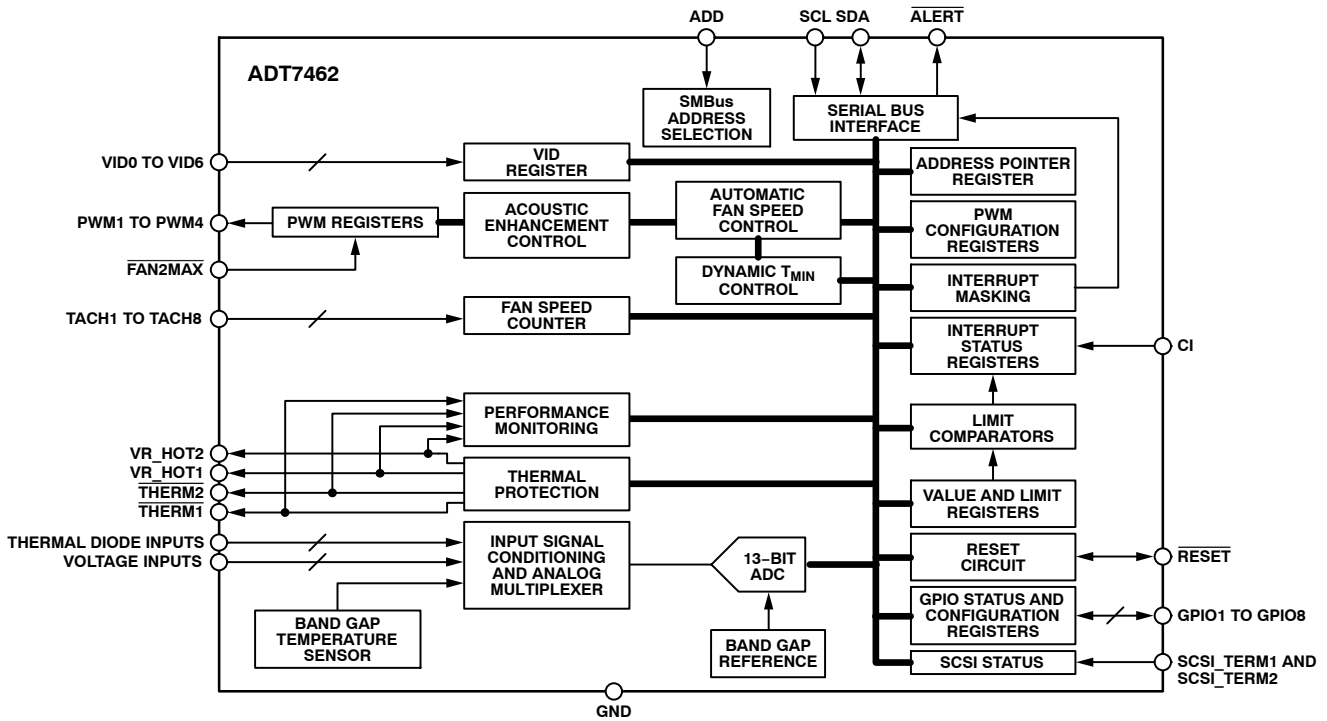 ADD
SCL SDA
ALERT
ADT7462
SMBus
ADDRESS
SELECTION
SERIAL BUS
INTERFACE
VID0 TO VID6
VID
REGISTER
ADDRESS POINTER
REGISTER
PWM1 TO PWM4
PWM REGISTERS
ACOUSTIC
ENHANCEMENT
CONTROL
AUTOMATIC
FAN SPEED
CONTROL
PWM
CONFIGURATION
REGISTERS
FAN2MAX
DYNAMIC TMIN
CONTROL
INTERRUPT
MASKING
TACH1 TO TACH8
FAN SPEED
COUNTER
INTERRUPT
STATUS
REGISTERS
CI
PERFORMANCE
MONITORING
LIMIT
COMPARATORS
VR_HOT2
VR_HOT1
THERM2
THERM1
THERMAL
PROTECTION
VALUE AND LIMIT
REGISTERS
THERMAL DIODE INPUTS
VOLTAGE INPUTS
INPUT SIGNAL
CONDITIONING
AND ANALOG
MULTIPLEXER
13−BIT
ADC
RESET
CIRCUIT
RESET
BAND GAP
TEMPERATURE
SENSOR
BAND GAP
REFERENCE
GPIO STATUS AND
CONFIGURATION
REGISTERS
GPIO1 TO GPIO8
SCSI STATUS
SCSI_TERM1 AND
SCSI_TERM2
GND